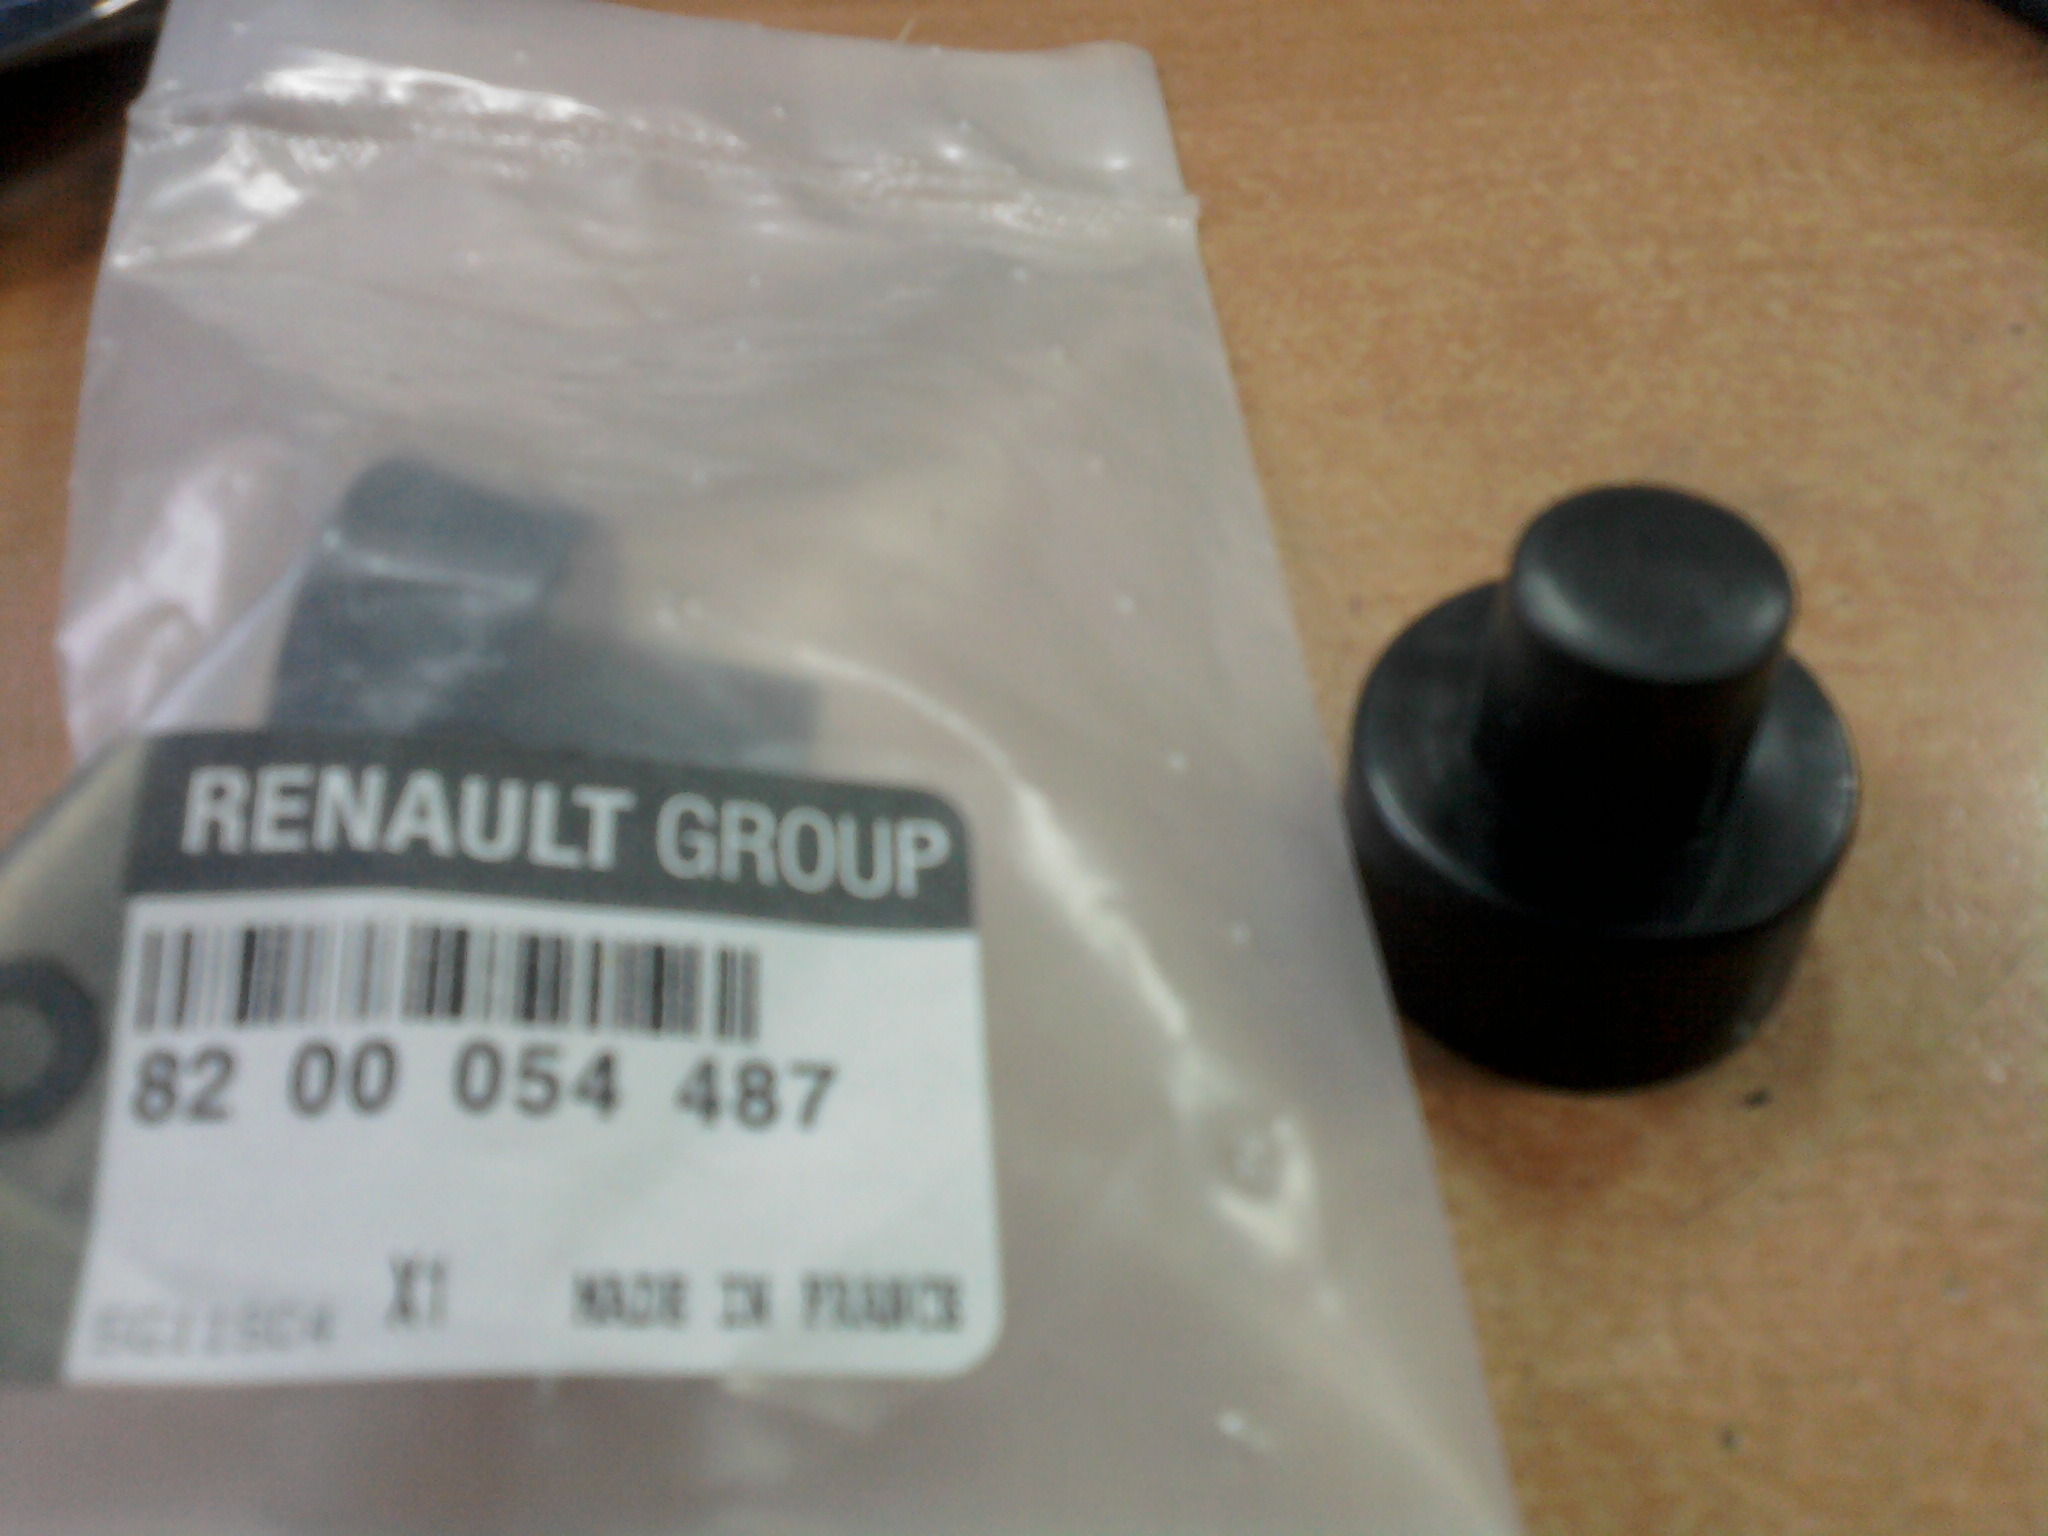 RENAULT GROUP
82 00 054 487
X1 MADE IN FRANCE